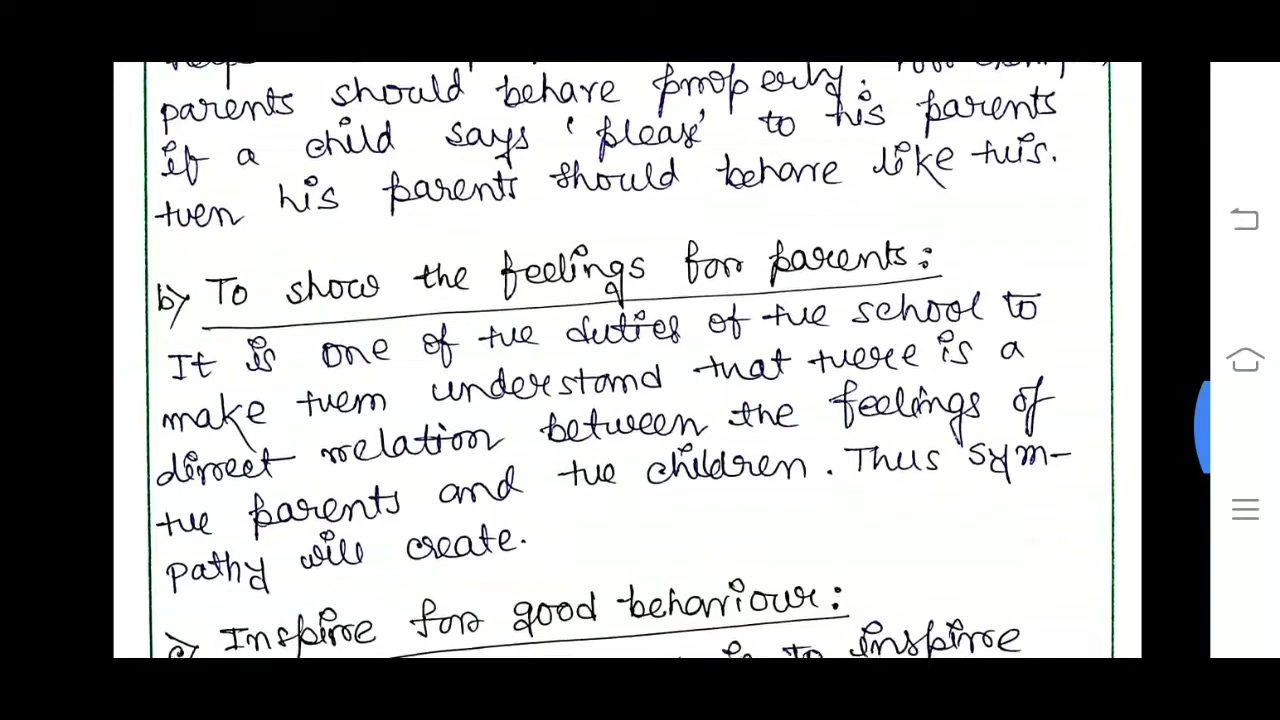 parents should behave properly.
if a child says 'please' to his parents
then his parents should behave like this.
b) To show the feelings for parents:
It is one of the duties of the school to
make them understand that there is a
direct relation between the feelings of
the parents and the children. Thus sym-
pathy will create.
c) Inspire for good behaviour:
is to inspire